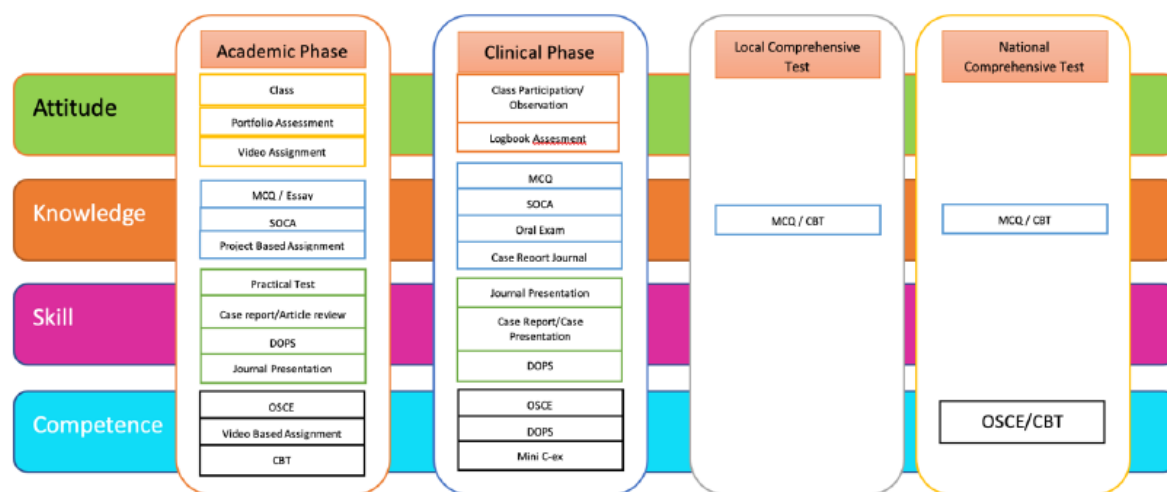 Academic Phase
Clinical Phase
Local Comprehensive
Test
National
Comprehensive Test
Attitude
Class
Portfolio Assessment
Video Assignment
Class Participation/
Observation
Logbook Assesment
Knowledge
MCQ / Essay
SOCA
Project Based Assignment
MCQ
SOCA
Oral Exam
Case Report Journal
MCQ / CBT
MCQ / CBT
Skill
Practical Test
Case report/Article review
DOPS
Journal Presentation
Journal Presentation
Case Report/Case
Presentation
DOPS
Competence
OSCE
Video Based Assignment
CBT
OSCE
DOPS
Mini C-ex
OSCE/CBT